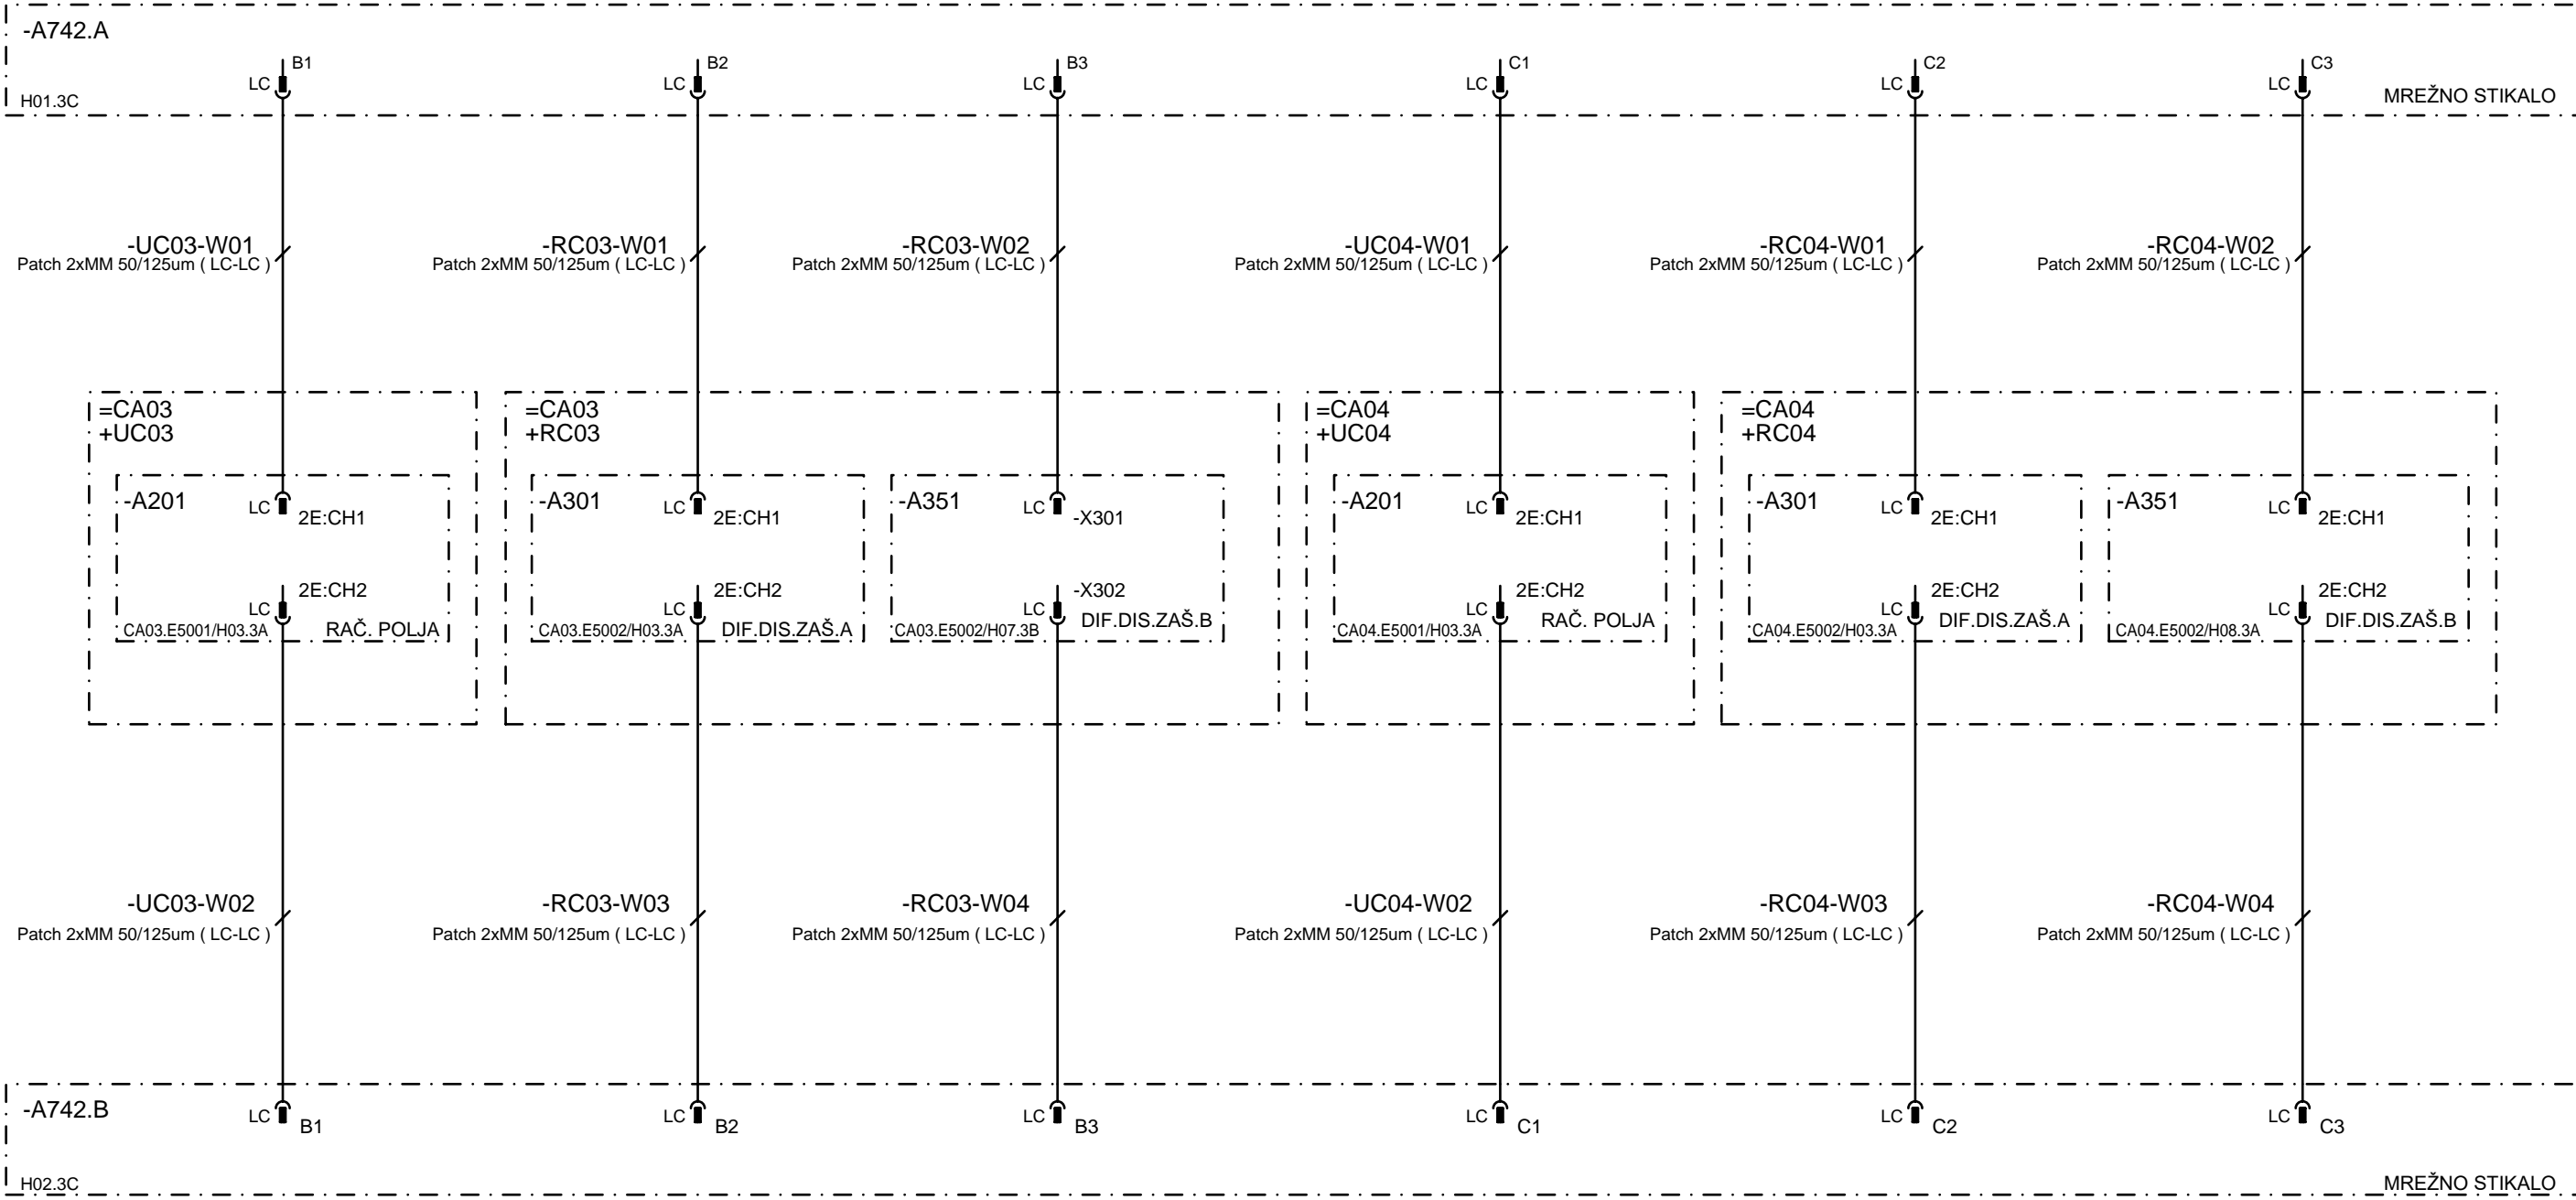 -A742.A
B1
B2
B3
C1
C2
C3
LC
LC
LC
LC
LC
LC
H01.3C
MREŽNO STIKALO
-UC03-W01
-RC03-W01
-RC03-W02
-UC04-W01
-RC04-W01
-RC04-W02
Patch 2xMM 50/125um ( LC-LC )
Patch 2xMM 50/125um ( LC-LC )
Patch 2xMM 50/125um ( LC-LC )
Patch 2xMM 50/125um ( LC-LC )
Patch 2xMM 50/125um ( LC-LC )
Patch 2xMM 50/125um ( LC-LC )
=CA03
+UC03
=CA03
+RC03
=CA04
+UC04
=CA04
+RC04
-A201
LC
2E:CH1
2E:CH2
LC
CA03.E5001/H03.3A
RAČ. POLJA
-A301
LC
2E:CH1
2E:CH2
LC
CA03.E5002/H03.3A
DIF.DIS.ZAŠ.A
-A351
LC
-X301
-X302
LC
CA03.E5002/H07.3B
DIF.DIS.ZAŠ.B
-A201
LC
2E:CH1
2E:CH2
LC
CA04.E5001/H03.3A
RAČ. POLJA
-A301
LC
2E:CH1
2E:CH2
LC
CA04.E5002/H03.3A
DIF.DIS.ZAŠ.A
-A351
LC
2E:CH1
2E:CH2
LC
CA04.E5002/H08.3A
DIF.DIS.ZAŠ.B
-UC03-W02
-RC03-W03
-RC03-W04
-UC04-W02
-RC04-W03
-RC04-W04
Patch 2xMM 50/125um ( LC-LC )
Patch 2xMM 50/125um ( LC-LC )
Patch 2xMM 50/125um ( LC-LC )
Patch 2xMM 50/125um ( LC-LC )
Patch 2xMM 50/125um ( LC-LC )
Patch 2xMM 50/125um ( LC-LC )
-A742.B
LC
LC
LC
LC
LC
LC
B1
B2
B3
C1
C2
C3
H02.3C
MREŽNO STIKALO